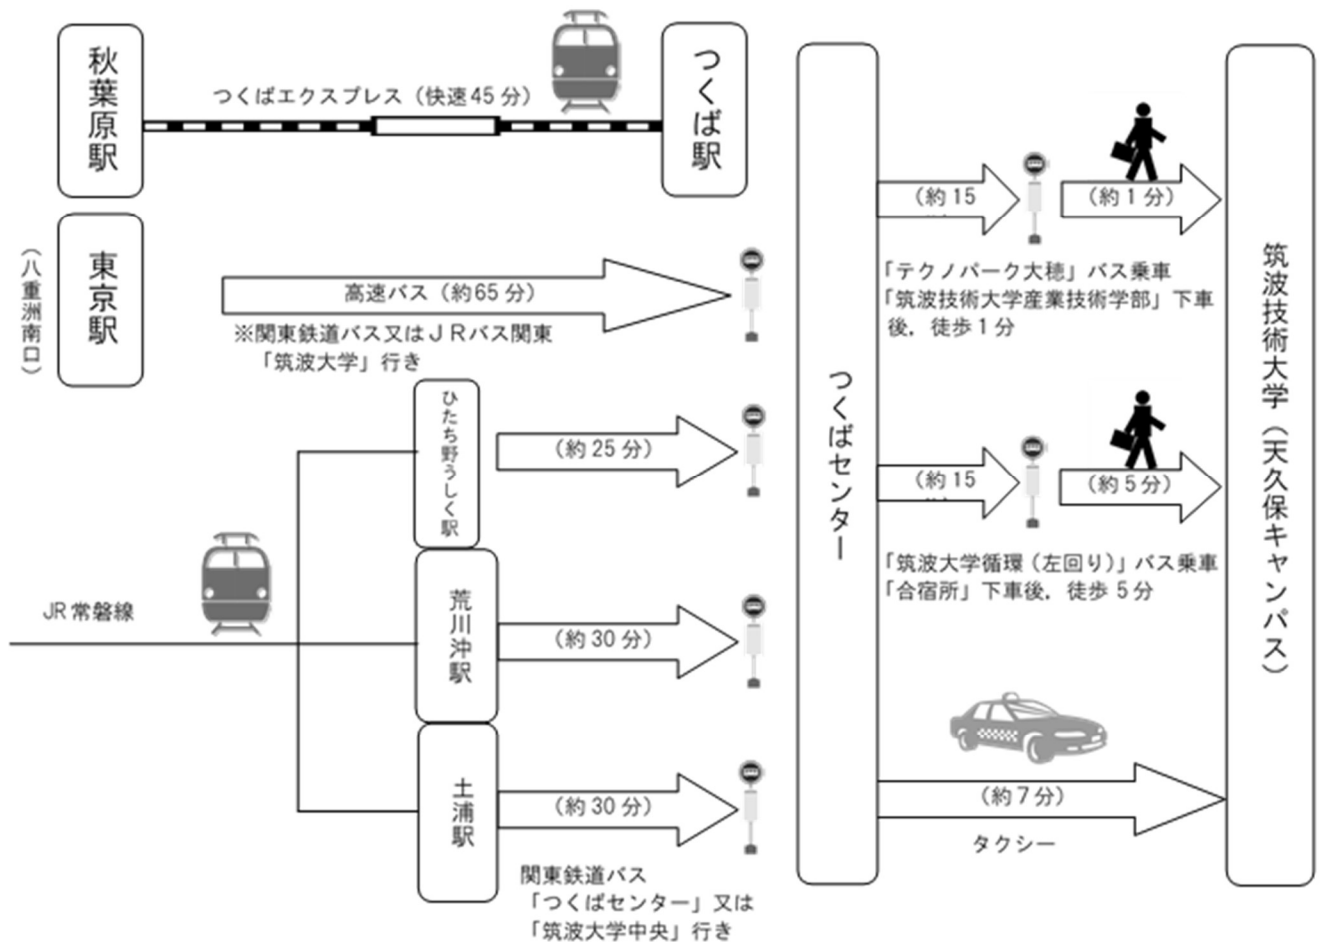 秋葉原駅
つくばエクスプレス（快速45分）
つくば駅
東京駅
（八重洲南口）
高速バス（約65分）
※関東鉄道バス又はＪＲバス関東
「筑波大学」行き
JR常磐線
ひたち野うしく駅
（約25分）
荒川沖駅
（約30分）
土浦駅
（約30分）
関東鉄道バス
「つくばセンター」又は
「筑波大学中央」行き
つくばセンター
（約15
（約1分）
「テクノパーク大穂」バス乗車
「筑波技術大学産業技術学部」下車
後，徒歩1分
（約15
（約5分）
「筑波大学循環（左回り）」バス乗車
「合宿所」下車後，徒歩5分
（約7分）
タクシー
筑波技術大学（天久保キャンパス）